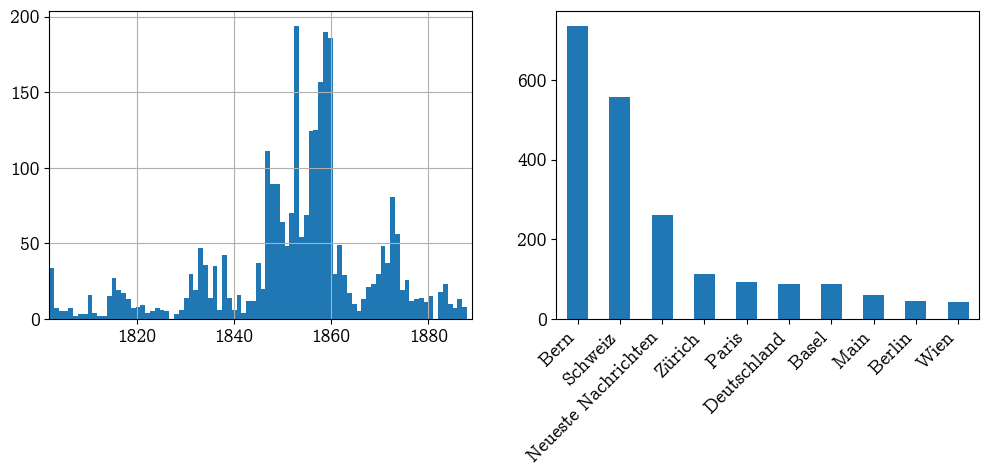 200
150
100
50
0
1820 1840 1860 1880
600
400
200
0
Bern
Schweiz
Neueste Nachrichten
Zürich
Paris
Deutschland
Basel
Main
Berlin
Wien